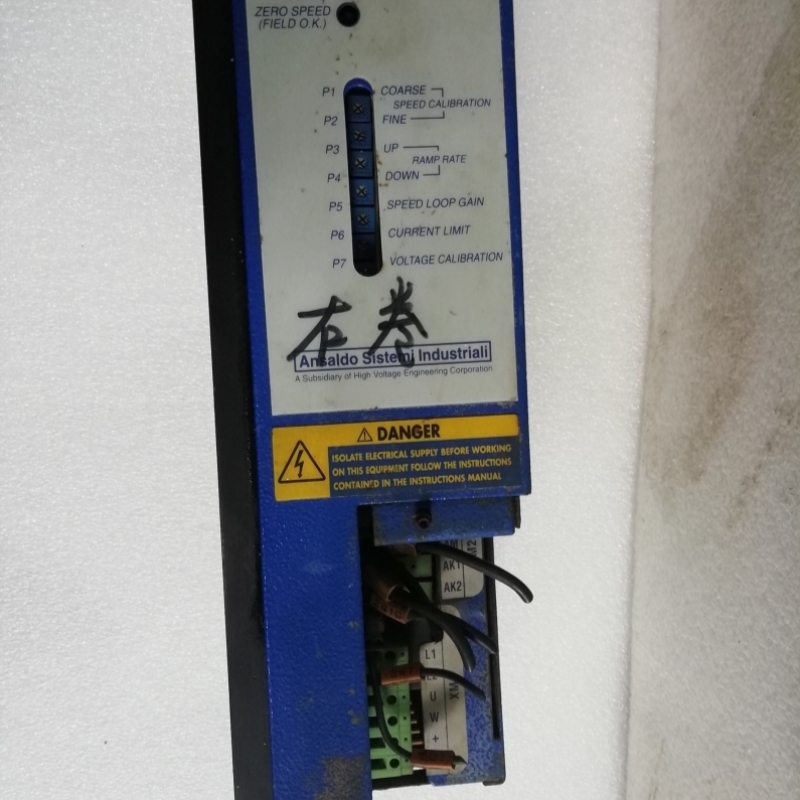 ZERO SPEED
(FIELD O K.)
P1 COARSE
SPEED CALIBRATION
P2 FINE
P3 UP
RAMP RATE
P4 DOWN
P5 SPEED LOOP GAIN
P6 CURRENT LIMIT
P7 VOLTAGE CALIBRATION
右卷
Ansaldo Sistemi Industriali
A Subsidiary of High Voltage Engineering Corporation
DANGER
ISOLATE ELECTRICAL SUPPLY BEFORE WORKING
ON THIS EQUIPMENT FOLLOW THE INSTRUCTIONS
CONTAINED IN THE INSTRUCTIONS MANUAL
AK1
AK2
L1
U
W
+
XM